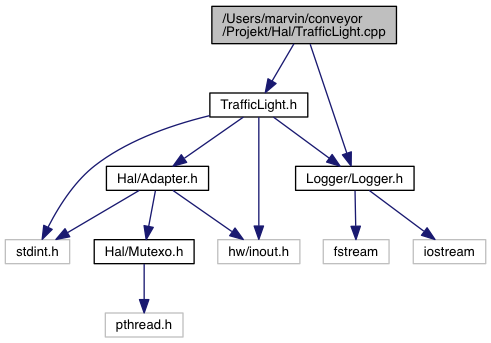 /Users/marvin/conveyor
/Projekt/Hal/TrafficLight.cpp
TrafficLight.h
Hal/Adapter.h
Logger/Logger.h
stdint.h
Hal/Mutexo.h
hw/inout.h
fstream
iostream
pthread.h